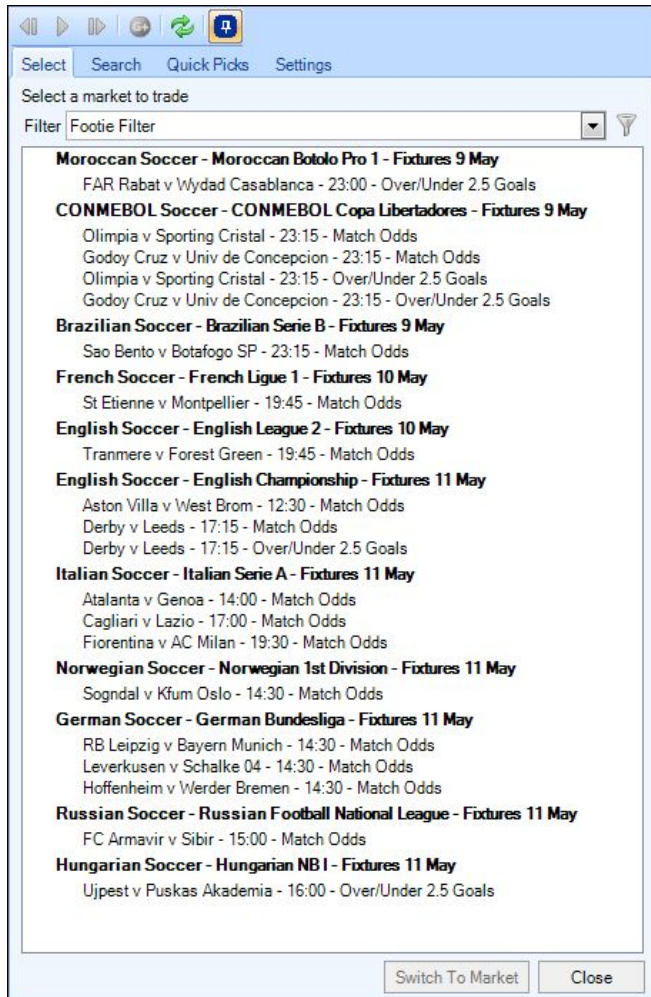 G+
Select Search Quick Picks Settings
Select a market to trade
Filter Footie Filter
Moroccan Soccer - Moroccan Botolo Pro 1 - Fixtures 9 May
FAR Rabat v Wydad Casablanca - 23:00 - Over/Under 2.5 Goals
CONMEBOL Soccer - CONMEBOL Copa Libertadores - Fixtures 9 May
Olimpia v Sporting Cristal - 23:15 - Match Odds
Godoy Cruz v Univ de Concepcion - 23:15 - Match Odds
Olimpia v Sporting Cristal - 23:15 - Over/Under 2.5 Goals
Godoy Cruz v Univ de Concepcion - 23:15 - Over/Under 2.5 Goals
Brazilian Soccer - Brazilian Serie B - Fixtures 9 May
Sao Bento v Botafogo SP - 23:15 - Match Odds
French Soccer - French Ligue 1 - Fixtures 10 May
St Etienne v Montpellier - 19:45 - Match Odds
English Soccer - English League 2 - Fixtures 10 May
Tranmere v Forest Green - 19:45 - Match Odds
English Soccer - English Championship - Fixtures 11 May
Aston Villa v West Brom - 12:30 - Match Odds
Derby v Leeds - 17:15 - Match Odds
Derby v Leeds - 17:15 - Over/Under 2.5 Goals
Italian Soccer - Italian Serie A - Fixtures 11 May
Atalanta v Genoa - 14:00 - Match Odds
Cagliari v Lazio - 17:00 - Match Odds
Fiorentina v AC Milan - 19:30 - Match Odds
Norwegian Soccer - Norwegian 1st Division - Fixtures 11 May
Sogndal v Kfum Oslo - 14:30 - Match Odds
German Soccer - German Bundesliga - Fixtures 11 May
RB Leipzig v Bayern Munich - 14:30 - Match Odds
Leverkusen v Schalke 04 - 14:30 - Match Odds
Hoffenheim v Werder Bremen - 14:30 - Match Odds
Russian Soccer - Russian Football National League - Fixtures 11 May
FC Armavir v Sibir - 15:00 - Match Odds
Hungarian Soccer - Hungarian NB I - Fixtures 11 May
Ujpest v Puskas Akademia - 16:00 - Over/Under 2.5 Goals
Switch To Market Close